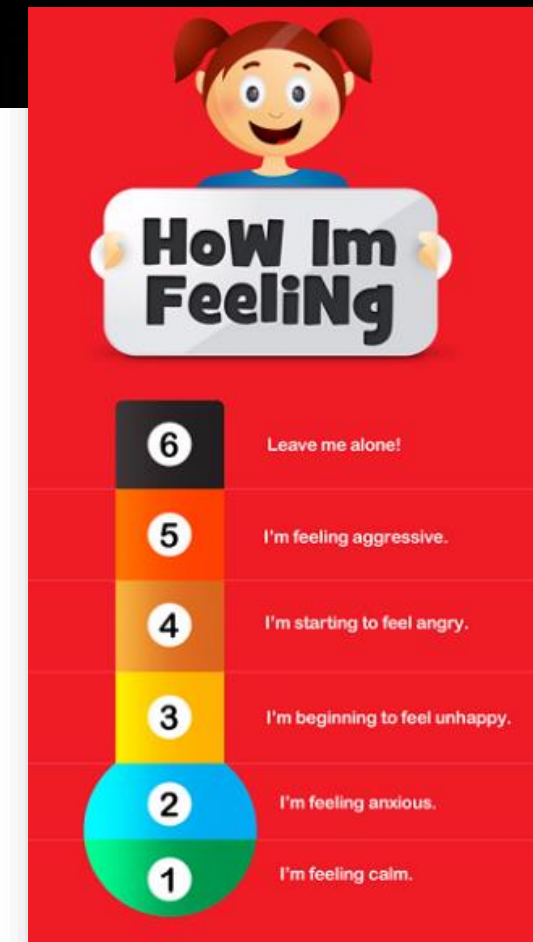 HoW Im
FeeliNg
6 Leave me alone!
5 I'm feeling aggressive.
4 I'm starting to feel angry.
3 I'm beginning to feel unhappy.
2 I'm feeling anxious.
1 I'm feeling calm.